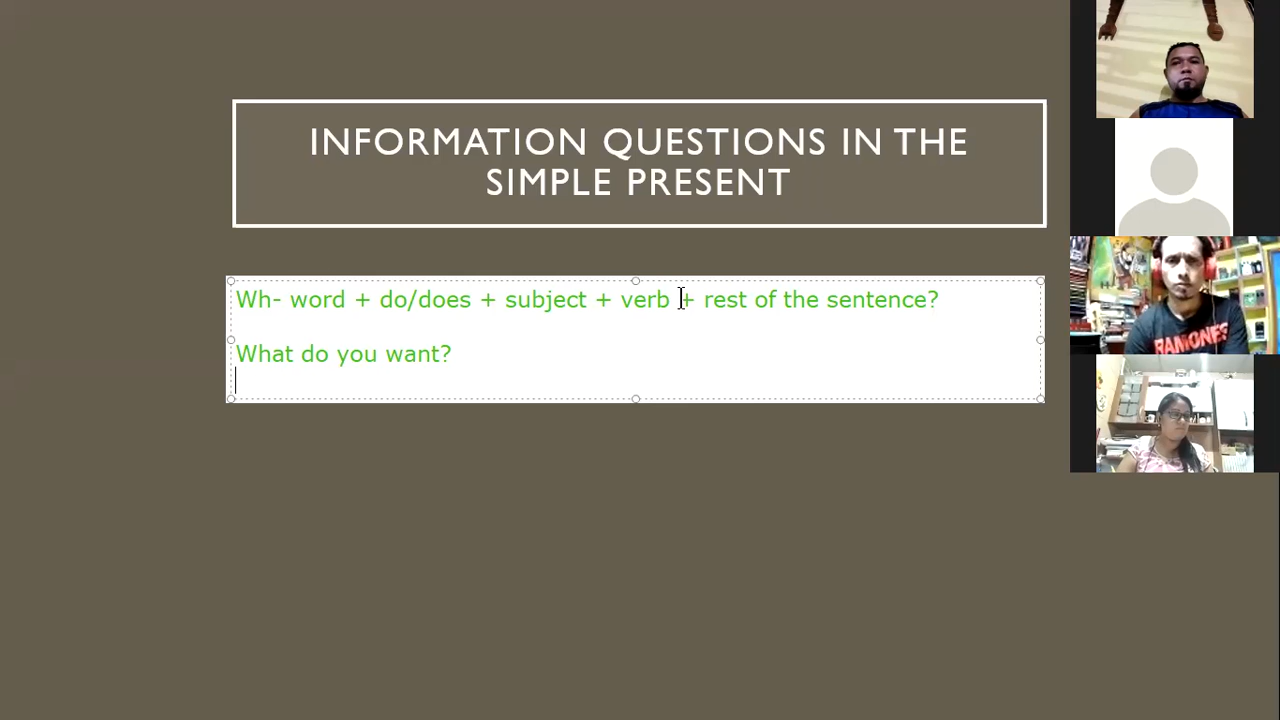 INFORMATION QUESTIONS IN THE
SIMPLE PRESENT
Wh- word + do/does + subject + verb + rest of the sentence?
What do you want?
RAMONES